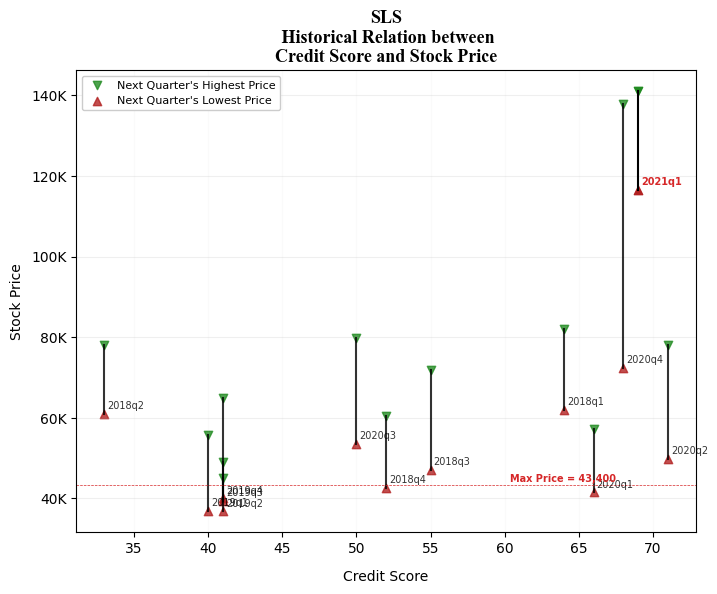 SLS
Historical Relation between
Credit Score and Stock Price
Next Quarter's Highest Price
Next Quarter's Lowest Price
140K
120K
100K
80K
60K
40K
Stock Price
2021q1
2020q4
2018q1
2018q2
2020q3
2020q2
2018q3
Max Price = 43,400
2018q4
2020q1
2019q4
2019q3
2019q1
2019q2
35
40
45
50
55
60
65
70
Credit Score